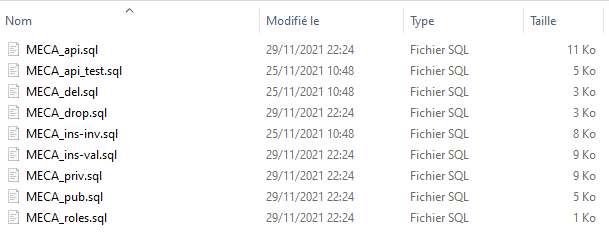 Nom Modifié le Type Taille
MECA_api.sql 29/11/2021 22:24 Fichier SQL 11 Ko
MECA_api_test.sql 25/11/2021 10:48 Fichier SQL 5 Ko
MECA_del.sql 25/11/2021 10:48 Fichier SQL 3 Ko
MECA_drop.sql 29/11/2021 22:24 Fichier SQL 3 Ko
MECA_ins-inv.sql 25/11/2021 10:48 Fichier SQL 8 Ko
MECA_ins-val.sql 29/11/2021 22:24 Fichier SQL 9 Ko
MECA_priv.sql 29/11/2021 22:24 Fichier SQL 9 Ko
MECA_pub.sql 29/11/2021 22:24 Fichier SQL 5 Ko
MECA_roles.sql 29/11/2021 22:24 Fichier SQL 1 Ko